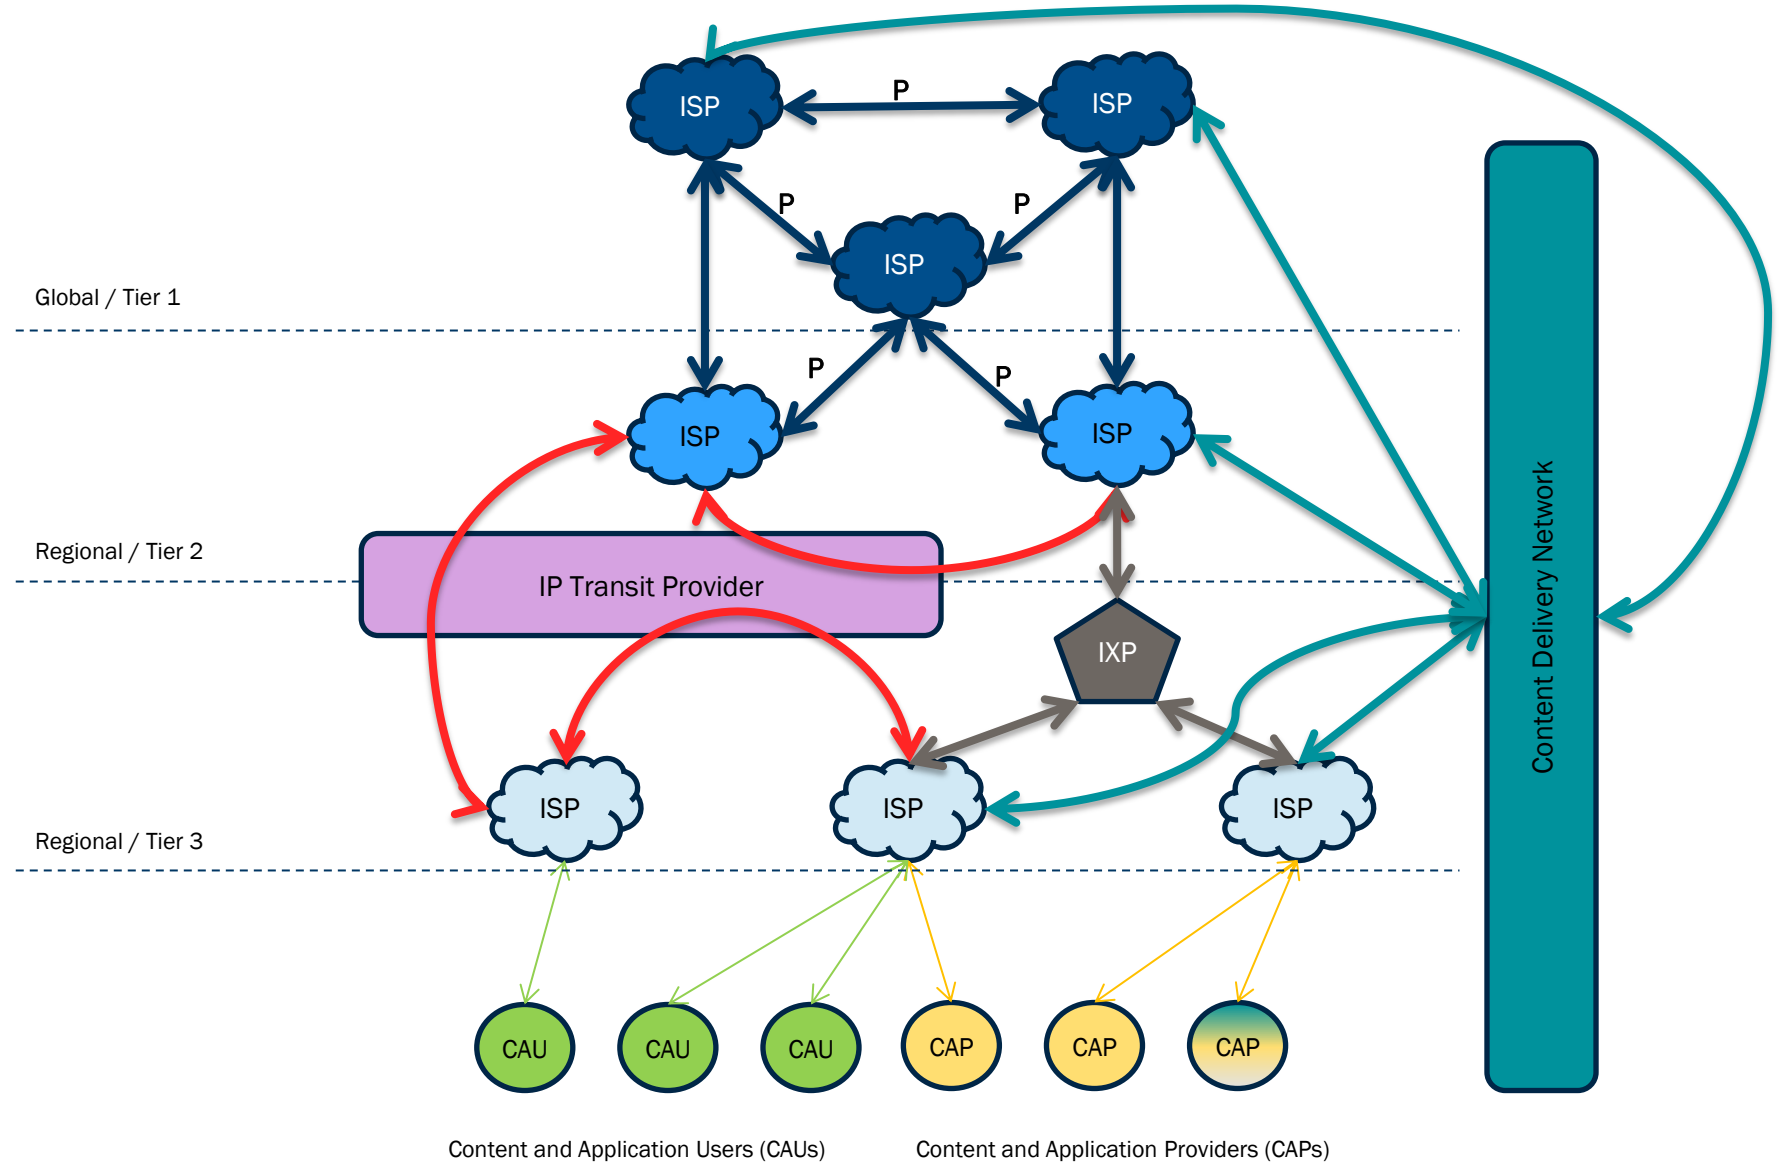 ISP
P
ISP
P
P
ISP
Global / Tier 1
P
P
ISP
ISP
Regional / Tier 2
IP Transit Provider
IXP
Content Delivery Network
ISP
ISP
ISP
Regional / Tier 3
CAU
CAU
CAU
CAP
CAP
CAP
Content and Application Users (CAUs)
Content and Application Providers (CAPs)